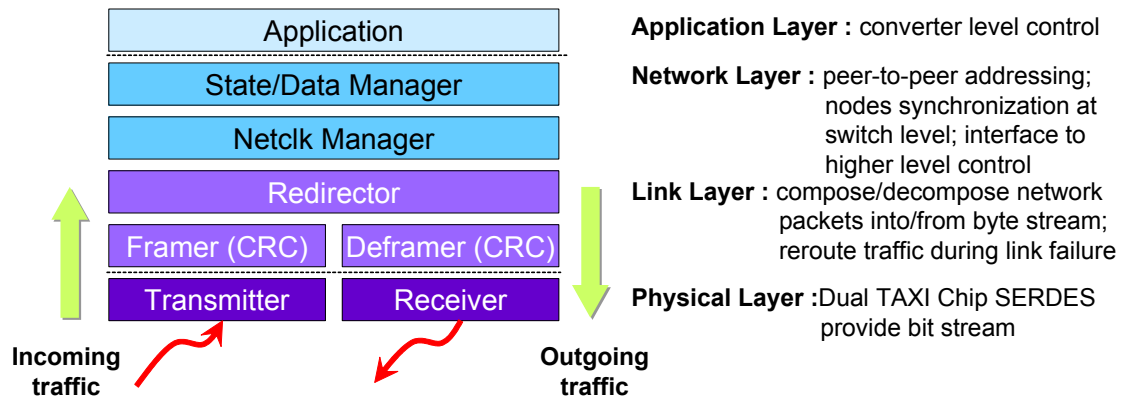 Application
State/Data Manager
Netclk Manager
Redirector
Framer (CRC)
Deframer (CRC)
Transmitter
Receiver
Incoming
traffic
Outgoing
traffic
Application Layer : converter level control
Network Layer : peer-to-peer addressing;
nodes synchronization at
switch level; interface to
higher level control
Link Layer : compose/decompose network
packets into/from byte stream;
reroute traffic during link failure
Physical Layer :Dual TAXI Chip SERDES
provide bit stream